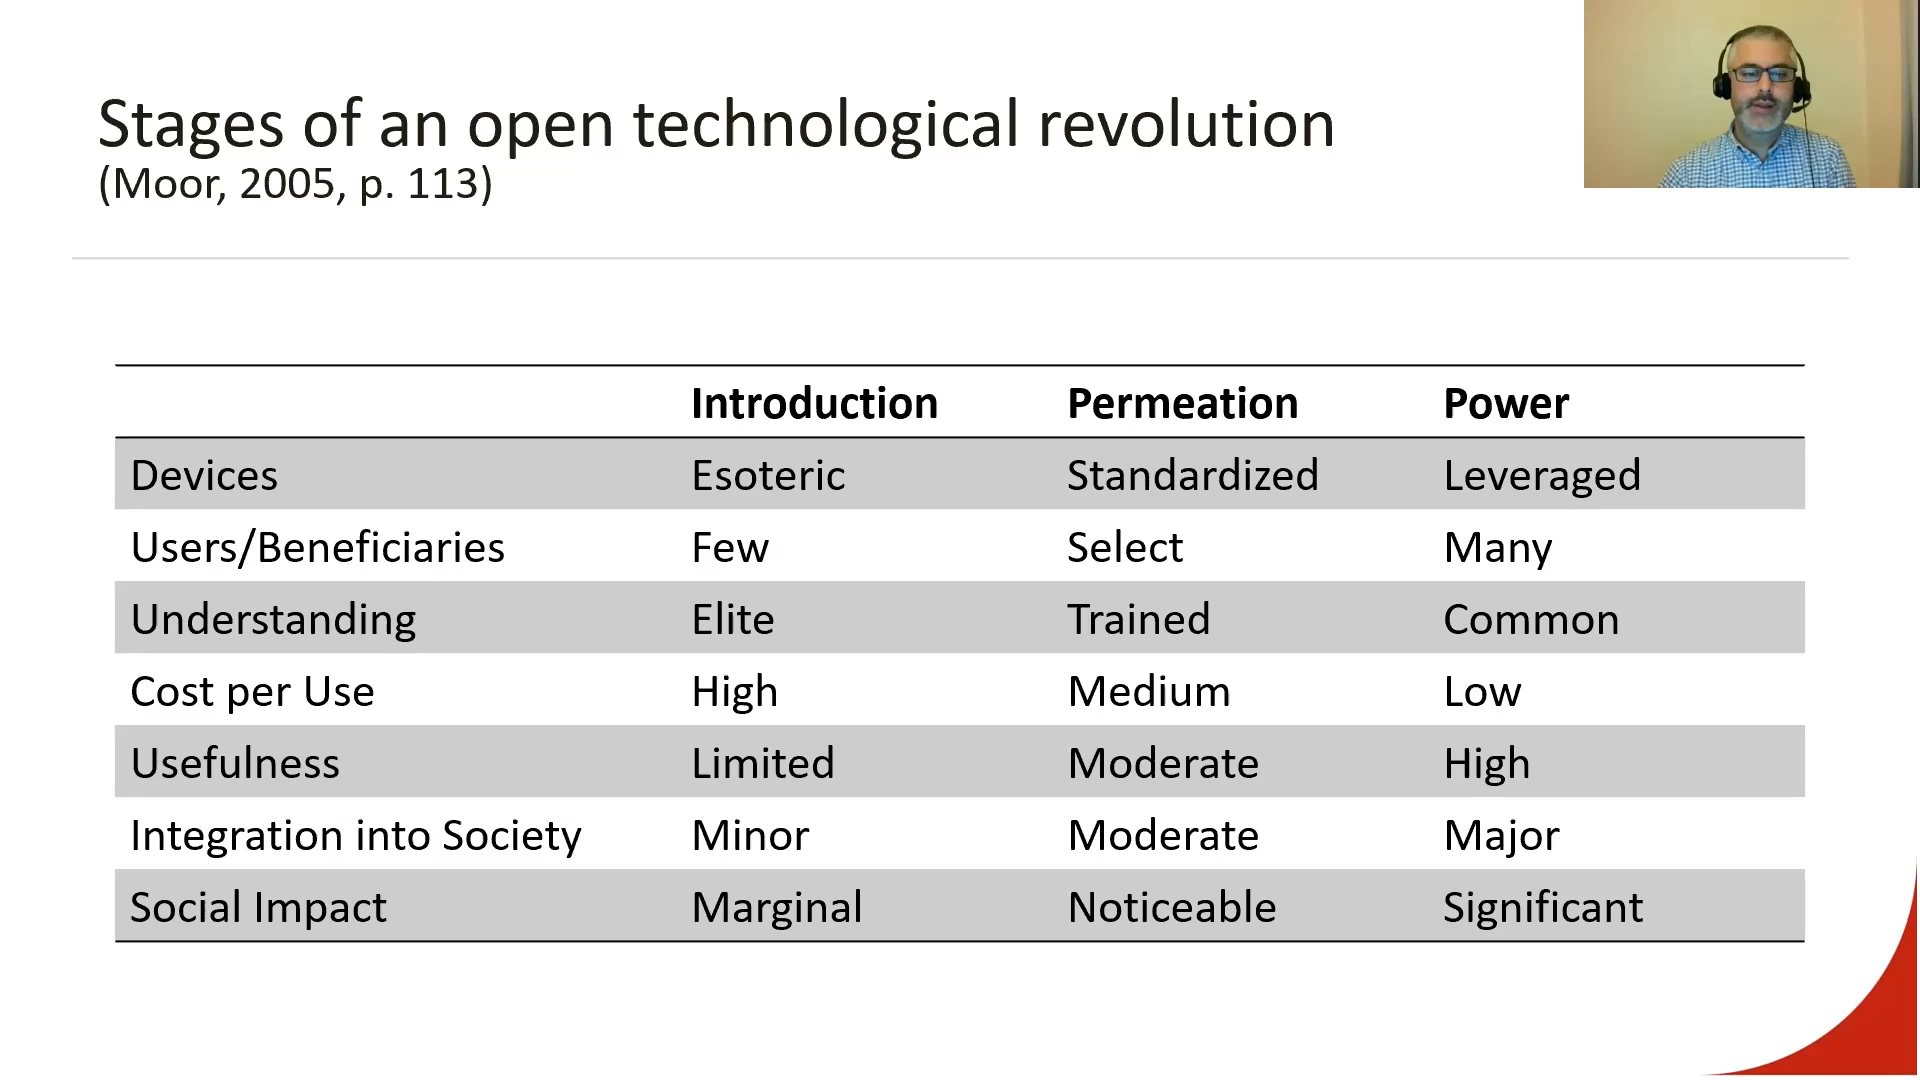 Stages of an open technological revolution
(Moor, 2005, p. 113)
Introduction Permeation Power
Devices Esoteric Standardized Leveraged
Users/Beneficiaries Few Select Many
Understanding Elite Trained Common
Cost per Use High Medium Low
Usefulness Limited Moderate High
Integration into Society Minor Moderate Major
Social Impact Marginal Noticeable Significant